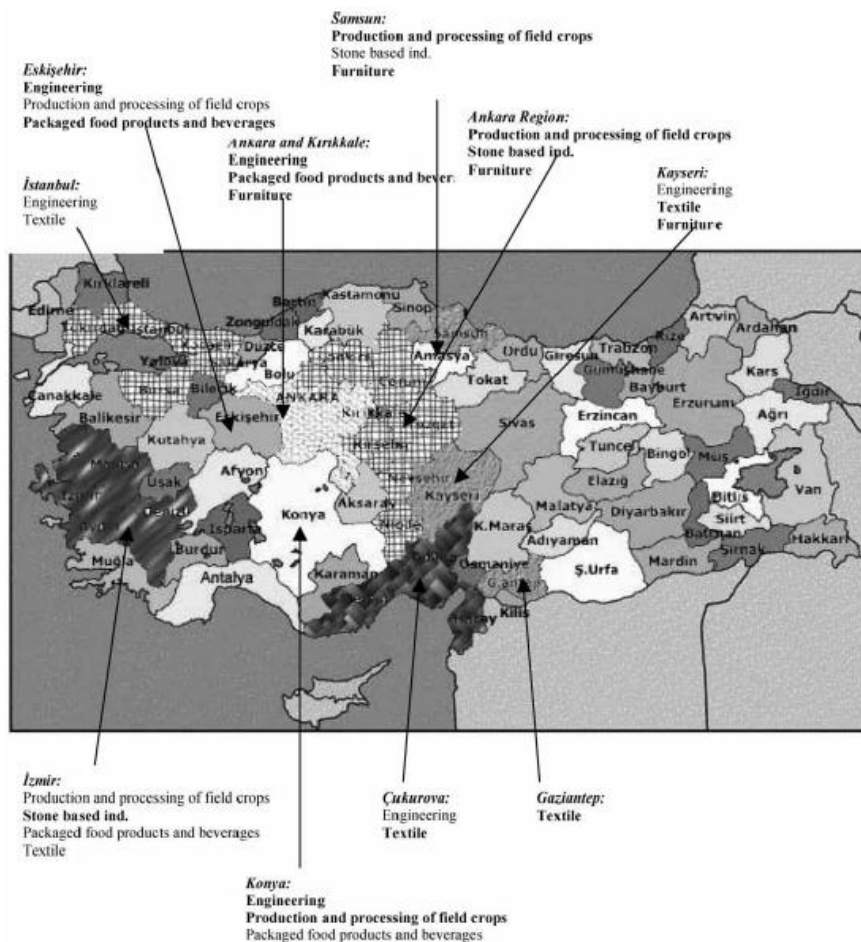 Samsun:
Production and processing of field crops
Stone based ind.
Furniture
Eskişehir:
Engineering
Production and processing of field crops
Packaged food products and beverages
Ankara and Kırıkkale:
Engineering
Packaged food products and bever
Furniture
Ankara Region:
Production and processing of field crops
Stone based ind.
Furniture
İstanbul:
Engineering
Textile
Kayseri:
Engineering
Textile
Furniture
Kırklareli
Edirne
Bartın
Kastamonu
Sinop
Zonguldak
Karabük
Samsun
Artvin
Ardahan
Rize
Trabzon
Giresun
Ordu
Amasya
Düzce
Yalova
Bolu
Tokat
Gümüşhane
Bayburt
Kars
Iğdır
Çanakkale
Bursa
Bilecik
ANKARA
Balikesir
Eskişehir
Sivas
Erzincan
Erzurum
Ağrı
Kutahya
Kırşehir
Tuncel
Bingol
Muş
Afyon
Uşak
Nevşehir
Kayseri
Elazığ
Van
Bitlis
Malatya
Diyarbakır
Siirt
Aksaray
Konya
Isparta
K.Maraş
Adıyaman
Batman
Hakkari
Burdur
Muğla
Niğde
Osmaniye
Mardin
Şırnak
Karaman
Antalya
Ş.Urfa
Kilis
İzmir:
Production and processing of field crops
Stone based ind.
Packaged food products and beverages
Textile
Çukurova:
Engineering
Textile
Gaziantep:
Textile
Konya:
Engineering
Production and processing of field crops
Packaged food products and beverages